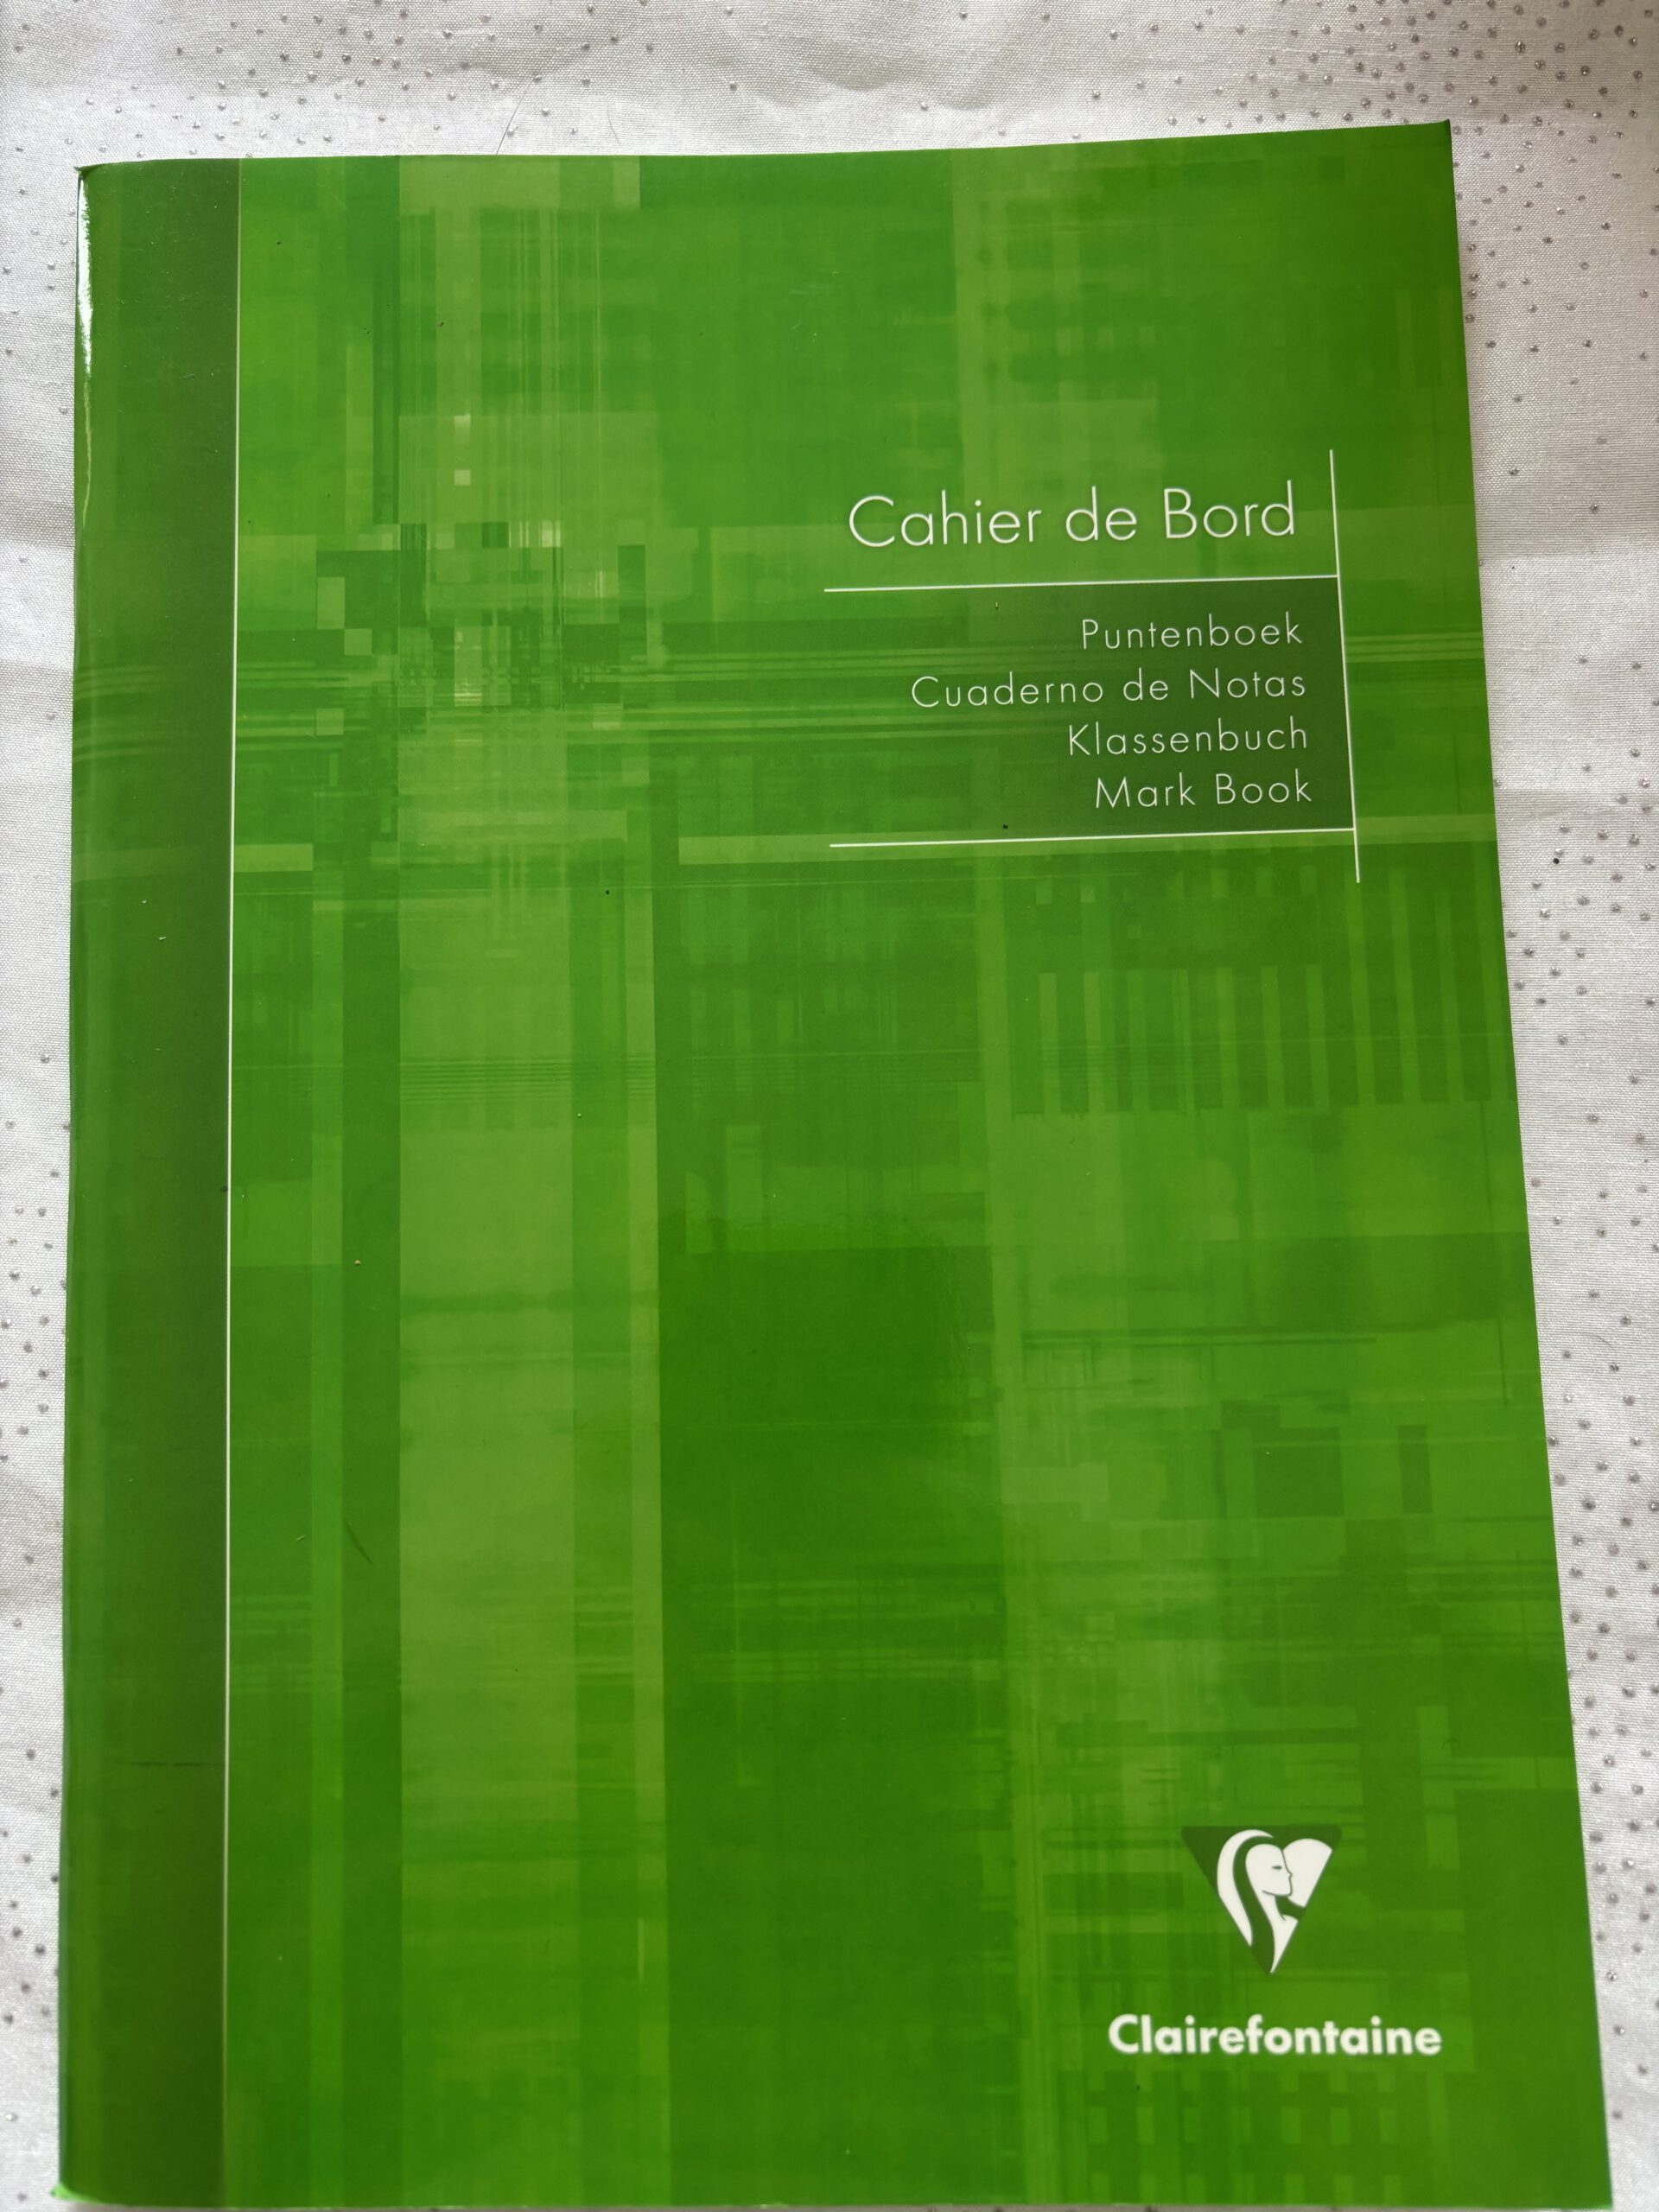 Cahier de Bord
Puntenboek
Cuaderno de Notas
Klassenbuch
Mark Book
Clairefontaine